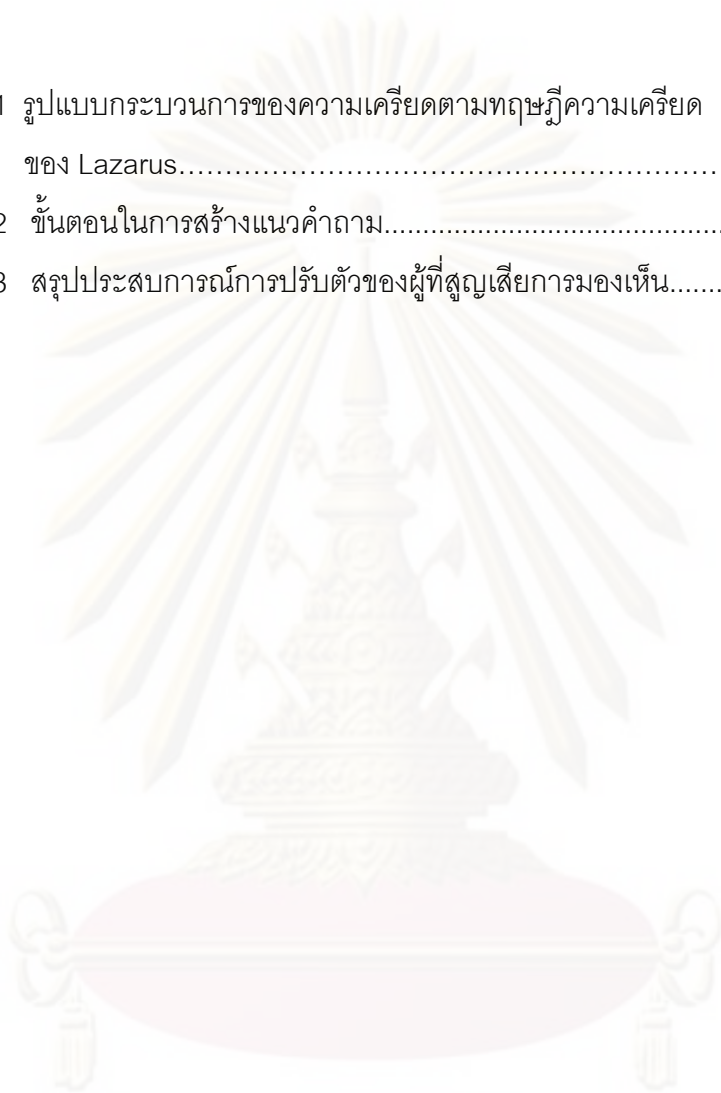 1 รูปแบบกระบวนการของความเครียดตามทฤษฎีความเครียด
ของ Lazarus……………………………………………………
2 ขั้นตอนในการสร้างแนวคำถาม............................................
3 สรุปประสบการณ์การปรับตัวของผู้ที่สูญเสียการมองเห็น.......